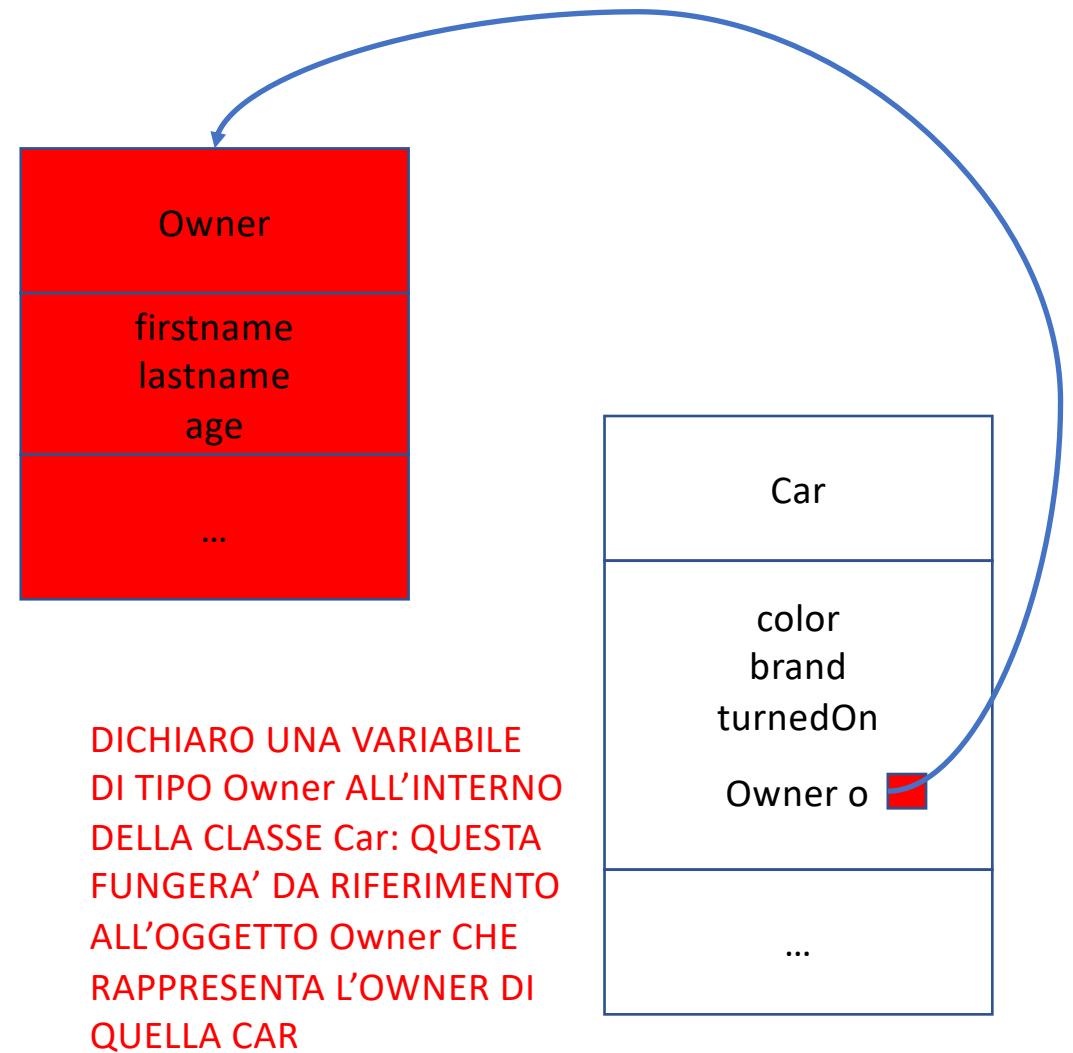 Owner
firstname
lastname
age
…
Car
color
brand
turnedOn
Owner o
…
DICHIARO UNA VARIABILE
DI TIPO Owner ALL’INTERNO
DELLA CLASSE Car: QUESTA
FUNGERA’ DA RIFERIMENTO
ALL’OGGETTO Owner CHE
RAPPRESENTA L’OWNER DI
QUELLA CAR